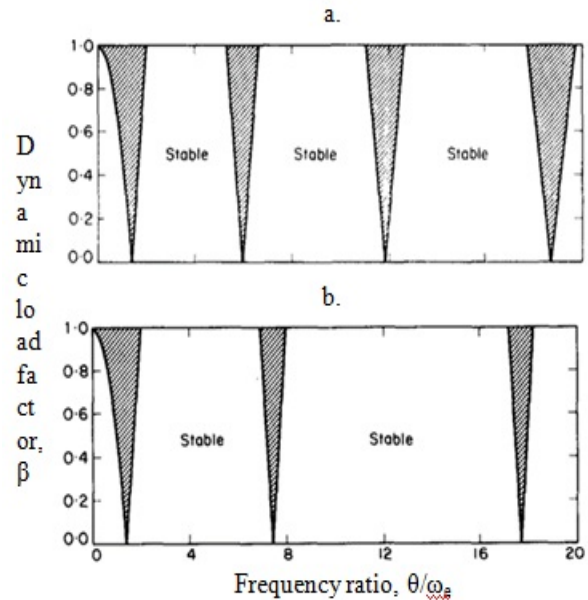 a.
1·0
0·8
0·6
0·4
0·2
0·0
Stable
Stable
Stable
D
yn
a
mi
c
lo
ad
fa
ct
or,
β
b.
1·0
0·8
0·6
0·4
0·2
0·0
Stable
Stable
0 4 8 12 16 20
Frequency ratio, θ/ωe